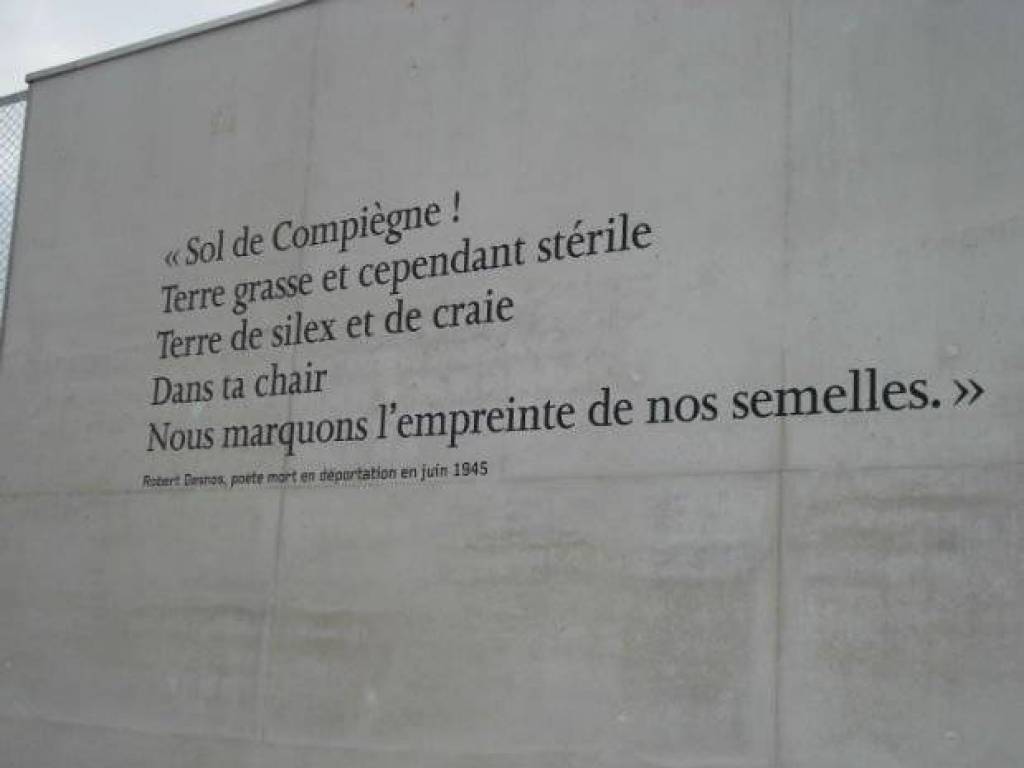 « Sol de Compiègne !
Terre grasse et cependant stérile
Terre de silex et de craie
Dans ta chair
Nous marquons l'empreinte de nos semelles. »
Robert Desnos, poète mort en déportation en juin 1945